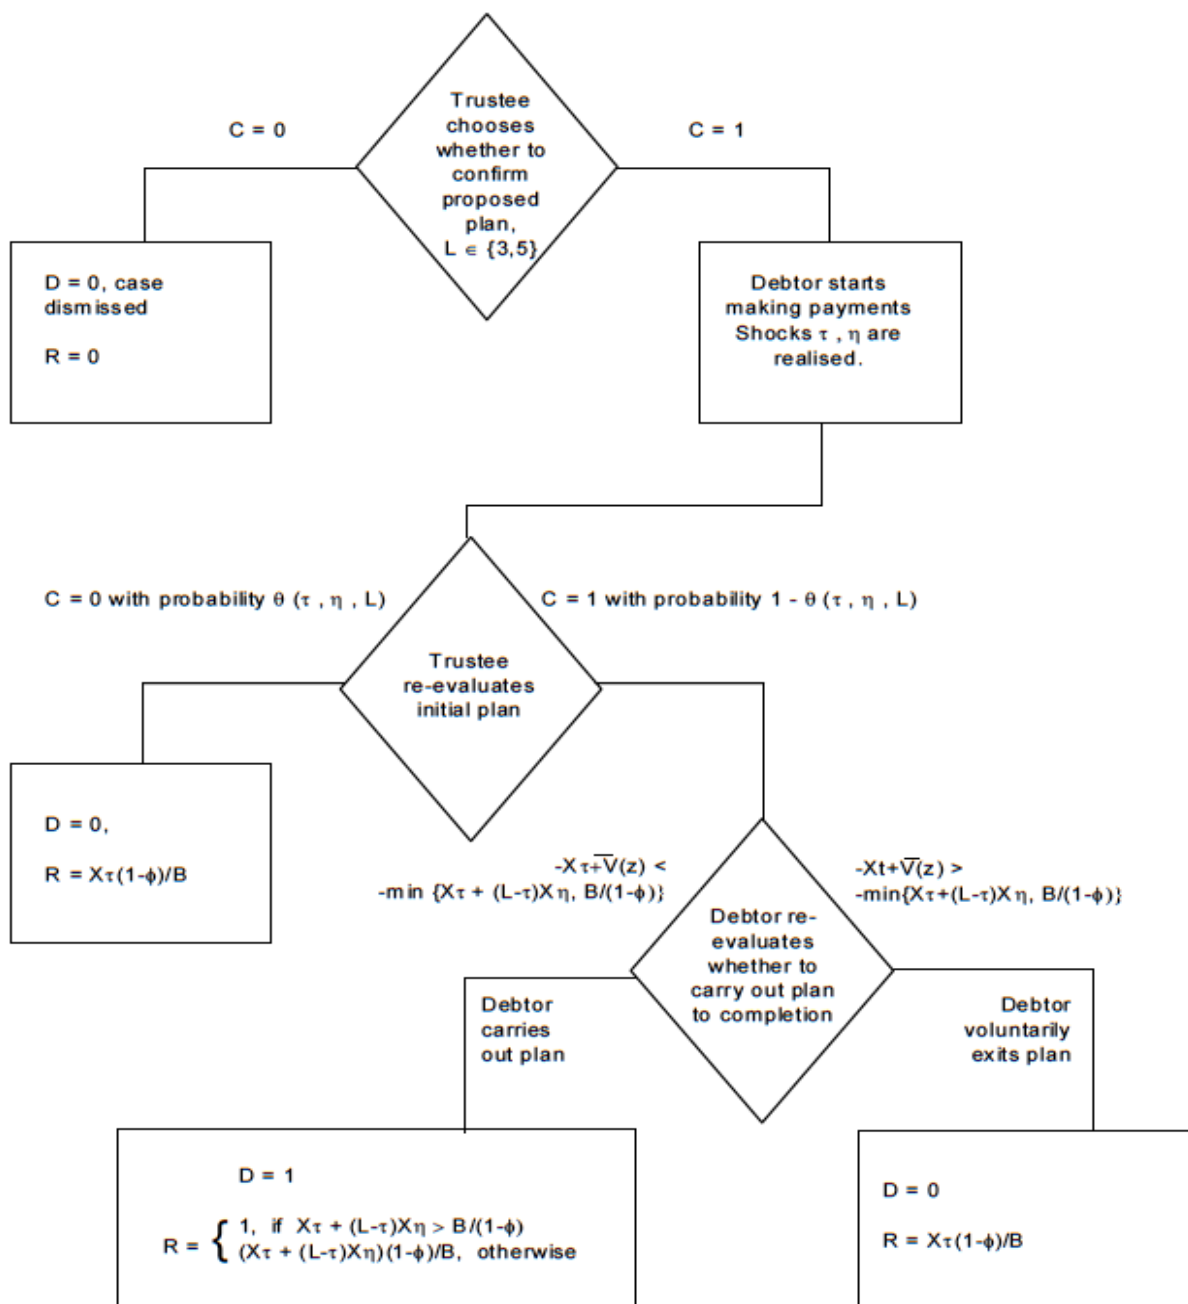 Trustee
chooses
whether to
confirm
proposed
plan,
L ∈ {3,5}
C = 0
C = 1
D = 0, case
dismissed
R = 0
Debtor starts
making payments
Shocks τ , η are
realised.
C = 0 with probability θ (τ , η , L)
C = 1 with probability 1 - θ (τ , η , L)
Trustee
re-evaluates
initial plan
D = 0,
R = Xτ(1-ϕ)/B
-Xτ+V̅(z) <
-min {Xτ + (L-τ)Xη, B/(1-ϕ)}
-Xt+V̅(z) >
-min{Xτ+(L-τ)Xη, B/(1-ϕ)}
Debtor re-
evaluates
whether to
carry out plan
to completion
Debtor
carries
out plan
Debtor
voluntarily
exits plan
D = 1
R = { 1, if Xτ + (L-τ)Xη > B/(1-ϕ)
(Xτ + (L-τ)Xη)(1-ϕ)/B, otherwise
D = 0
R = Xτ(1-ϕ)/B